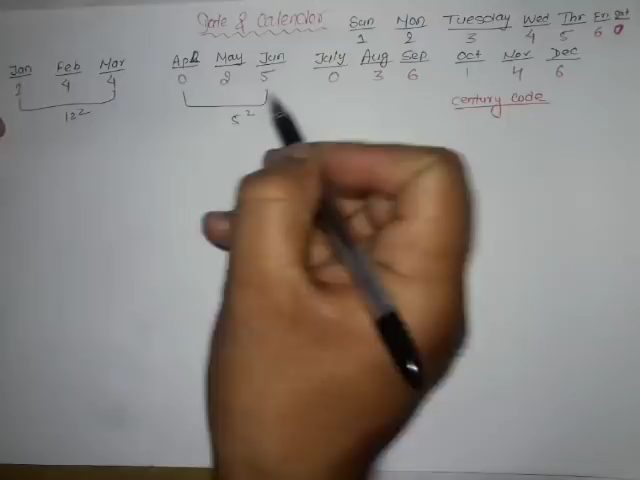 Date & Calendar
Sun Mon Tuesday Wed Thr Fri Sat
1 2 3 4 5 6 0
Jan Feb Mar Apr May Jun July Aug Sep Oct Nov Dec
1 4 4 0 2 5 0 3 6 1 4 6
12² 5²
century code